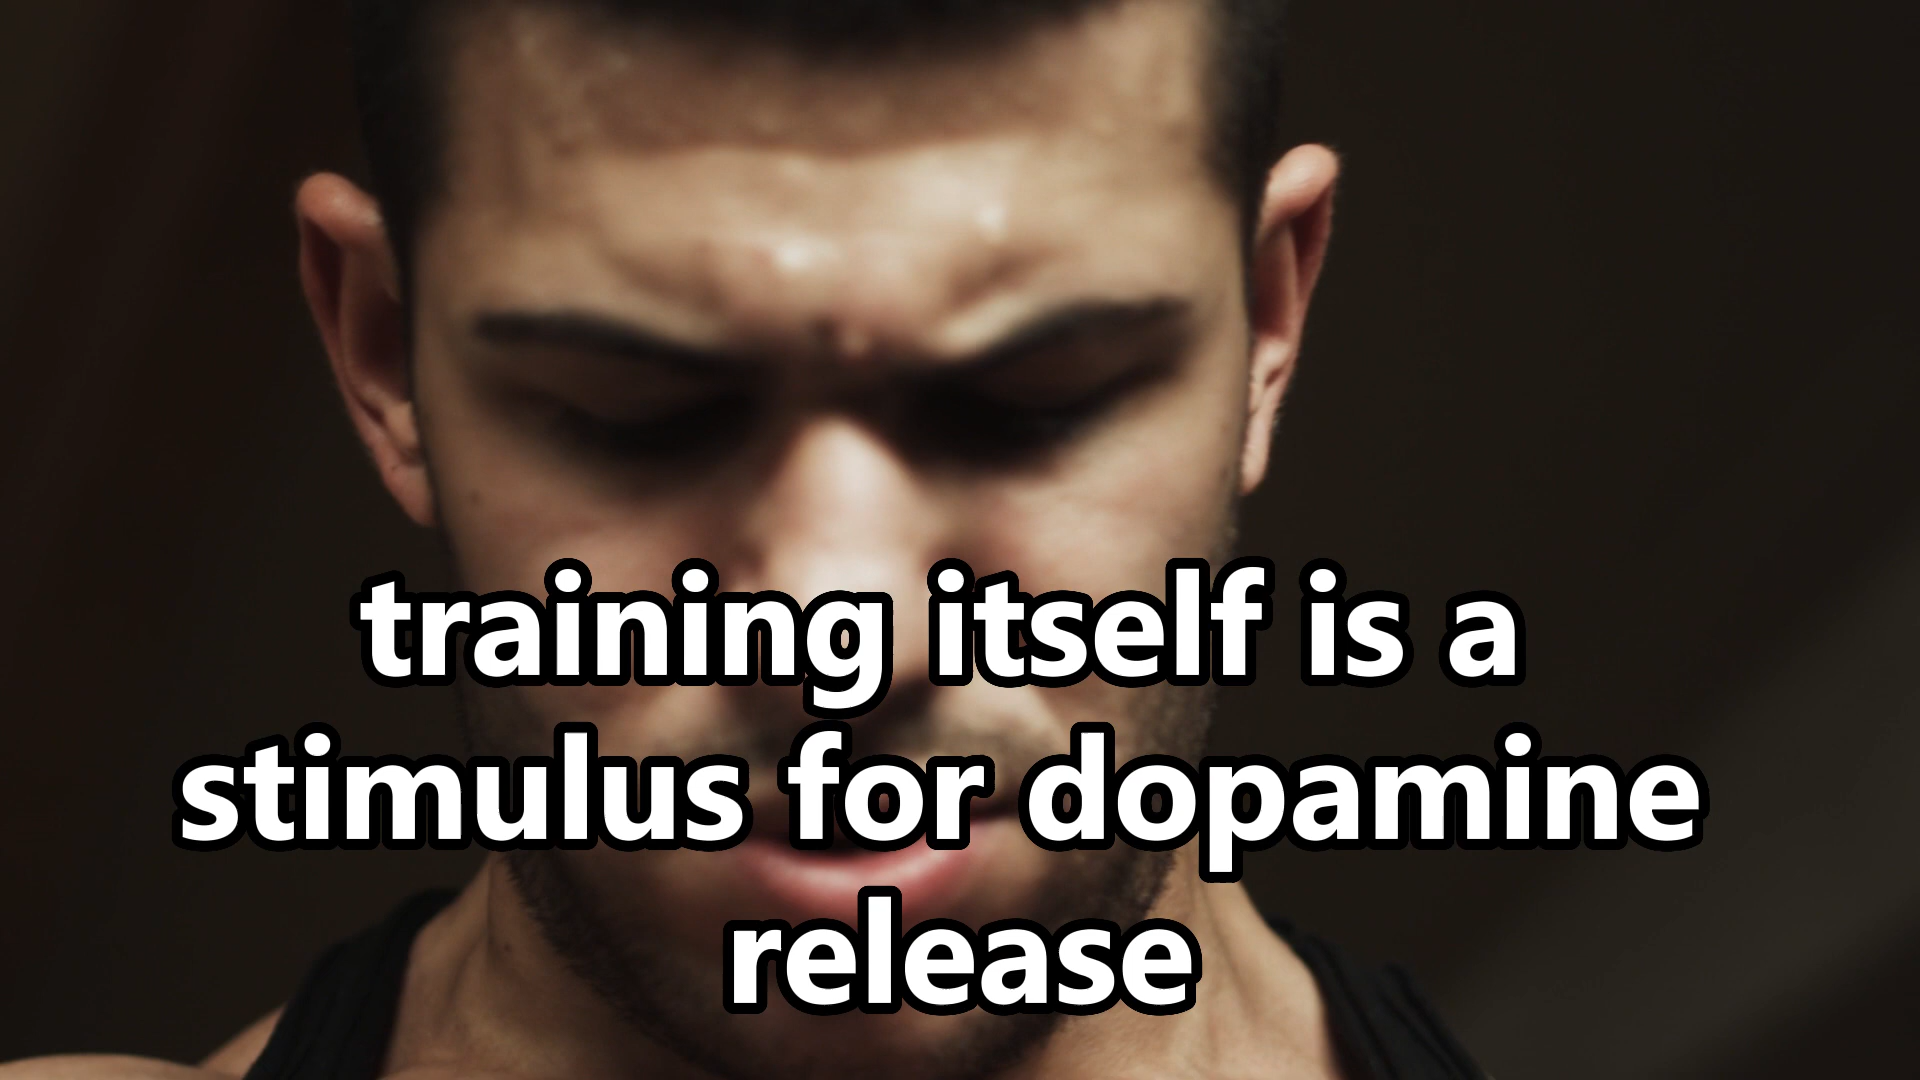 training itself is a
stimulus for dopamine
release